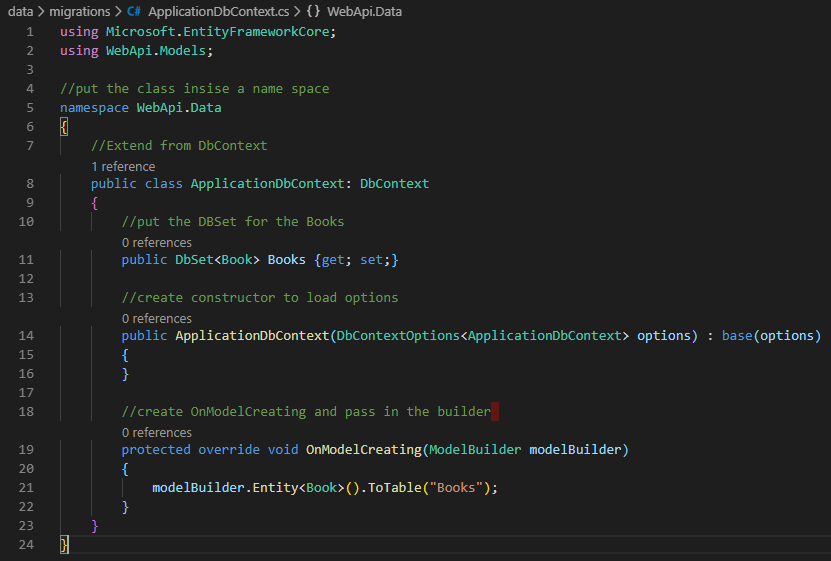 data > migrations > C# ApplicationDbContext.cs > {} WebApi.Data
1 using Microsoft.EntityFrameworkCore;
2 using WebApi.Models;
3
4 //put the class insise a name space
5 namespace WebApi.Data
6 {
7 //Extend from DbContext
1 reference
8 public class ApplicationDbContext: DbContext
9 {
10 //put the DBSet for the Books
0 references
11 public DbSet<Book> Books {get; set;}
12
13 //create constructor to load options
0 references
14 public ApplicationDbContext(DbContextOptions<ApplicationDbContext> options) : base(options)
15 {
16 }
17
18 //create OnModelCreating and pass in the builder
0 references
19 protected override void OnModelCreating(ModelBuilder modelBuilder)
20 {
21 modelBuilder.Entity<Book>().ToTable("Books");
22 }
23 }
24 }